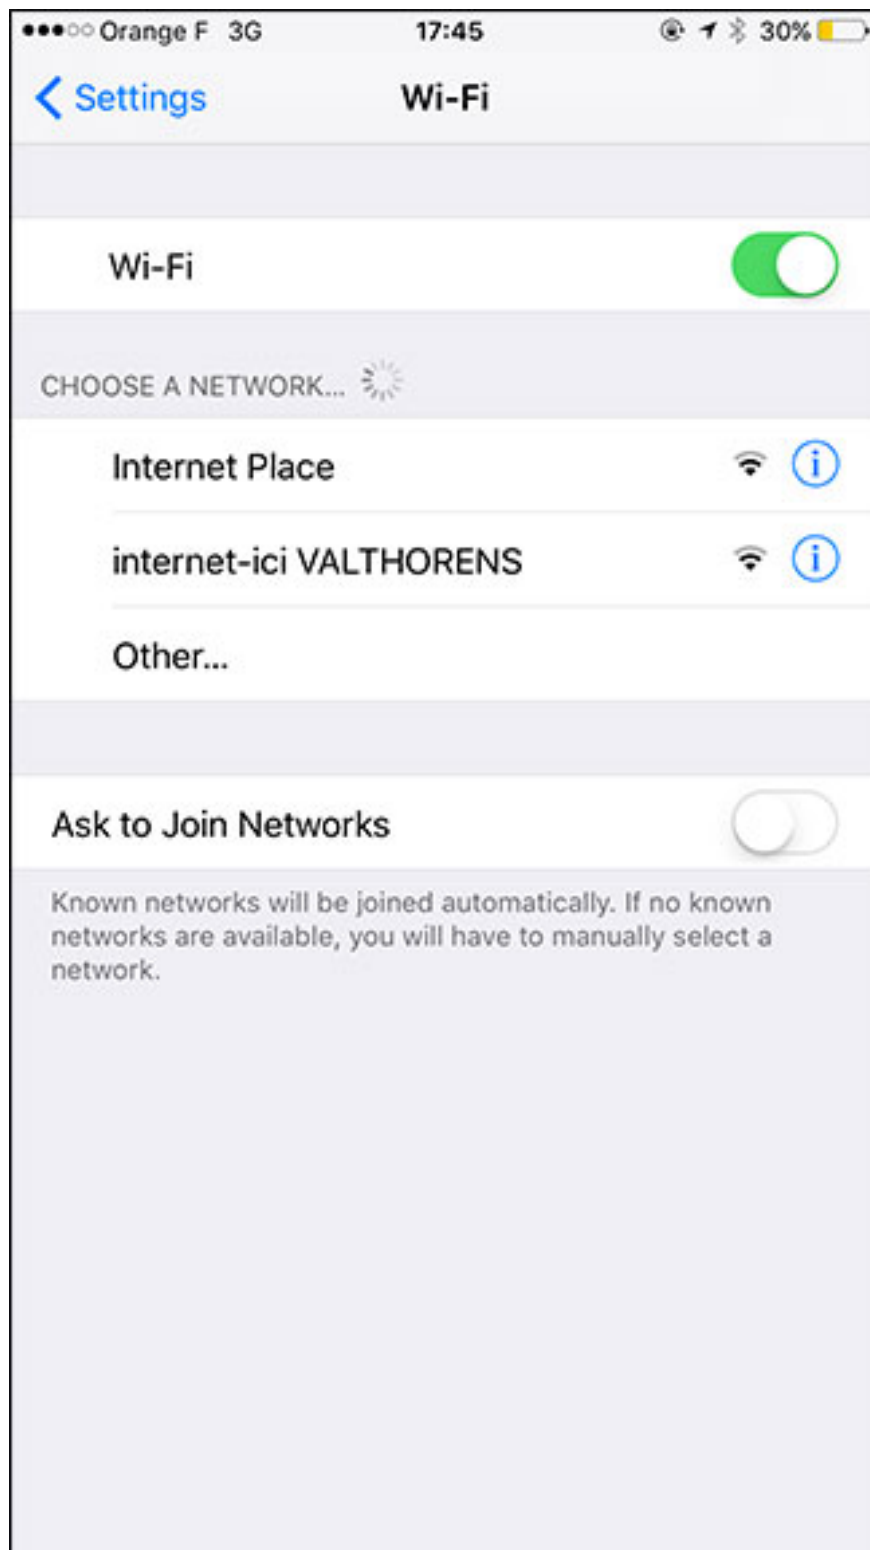 Orange F 3G 17:45 30%
Settings Wi-Fi
Wi-Fi
CHOOSE A NETWORK...
Internet Place
internet-ici VALTHORENS
Other...
Ask to Join Networks
Known networks will be joined automatically. If no known
networks are available, you will have to manually select a
network.